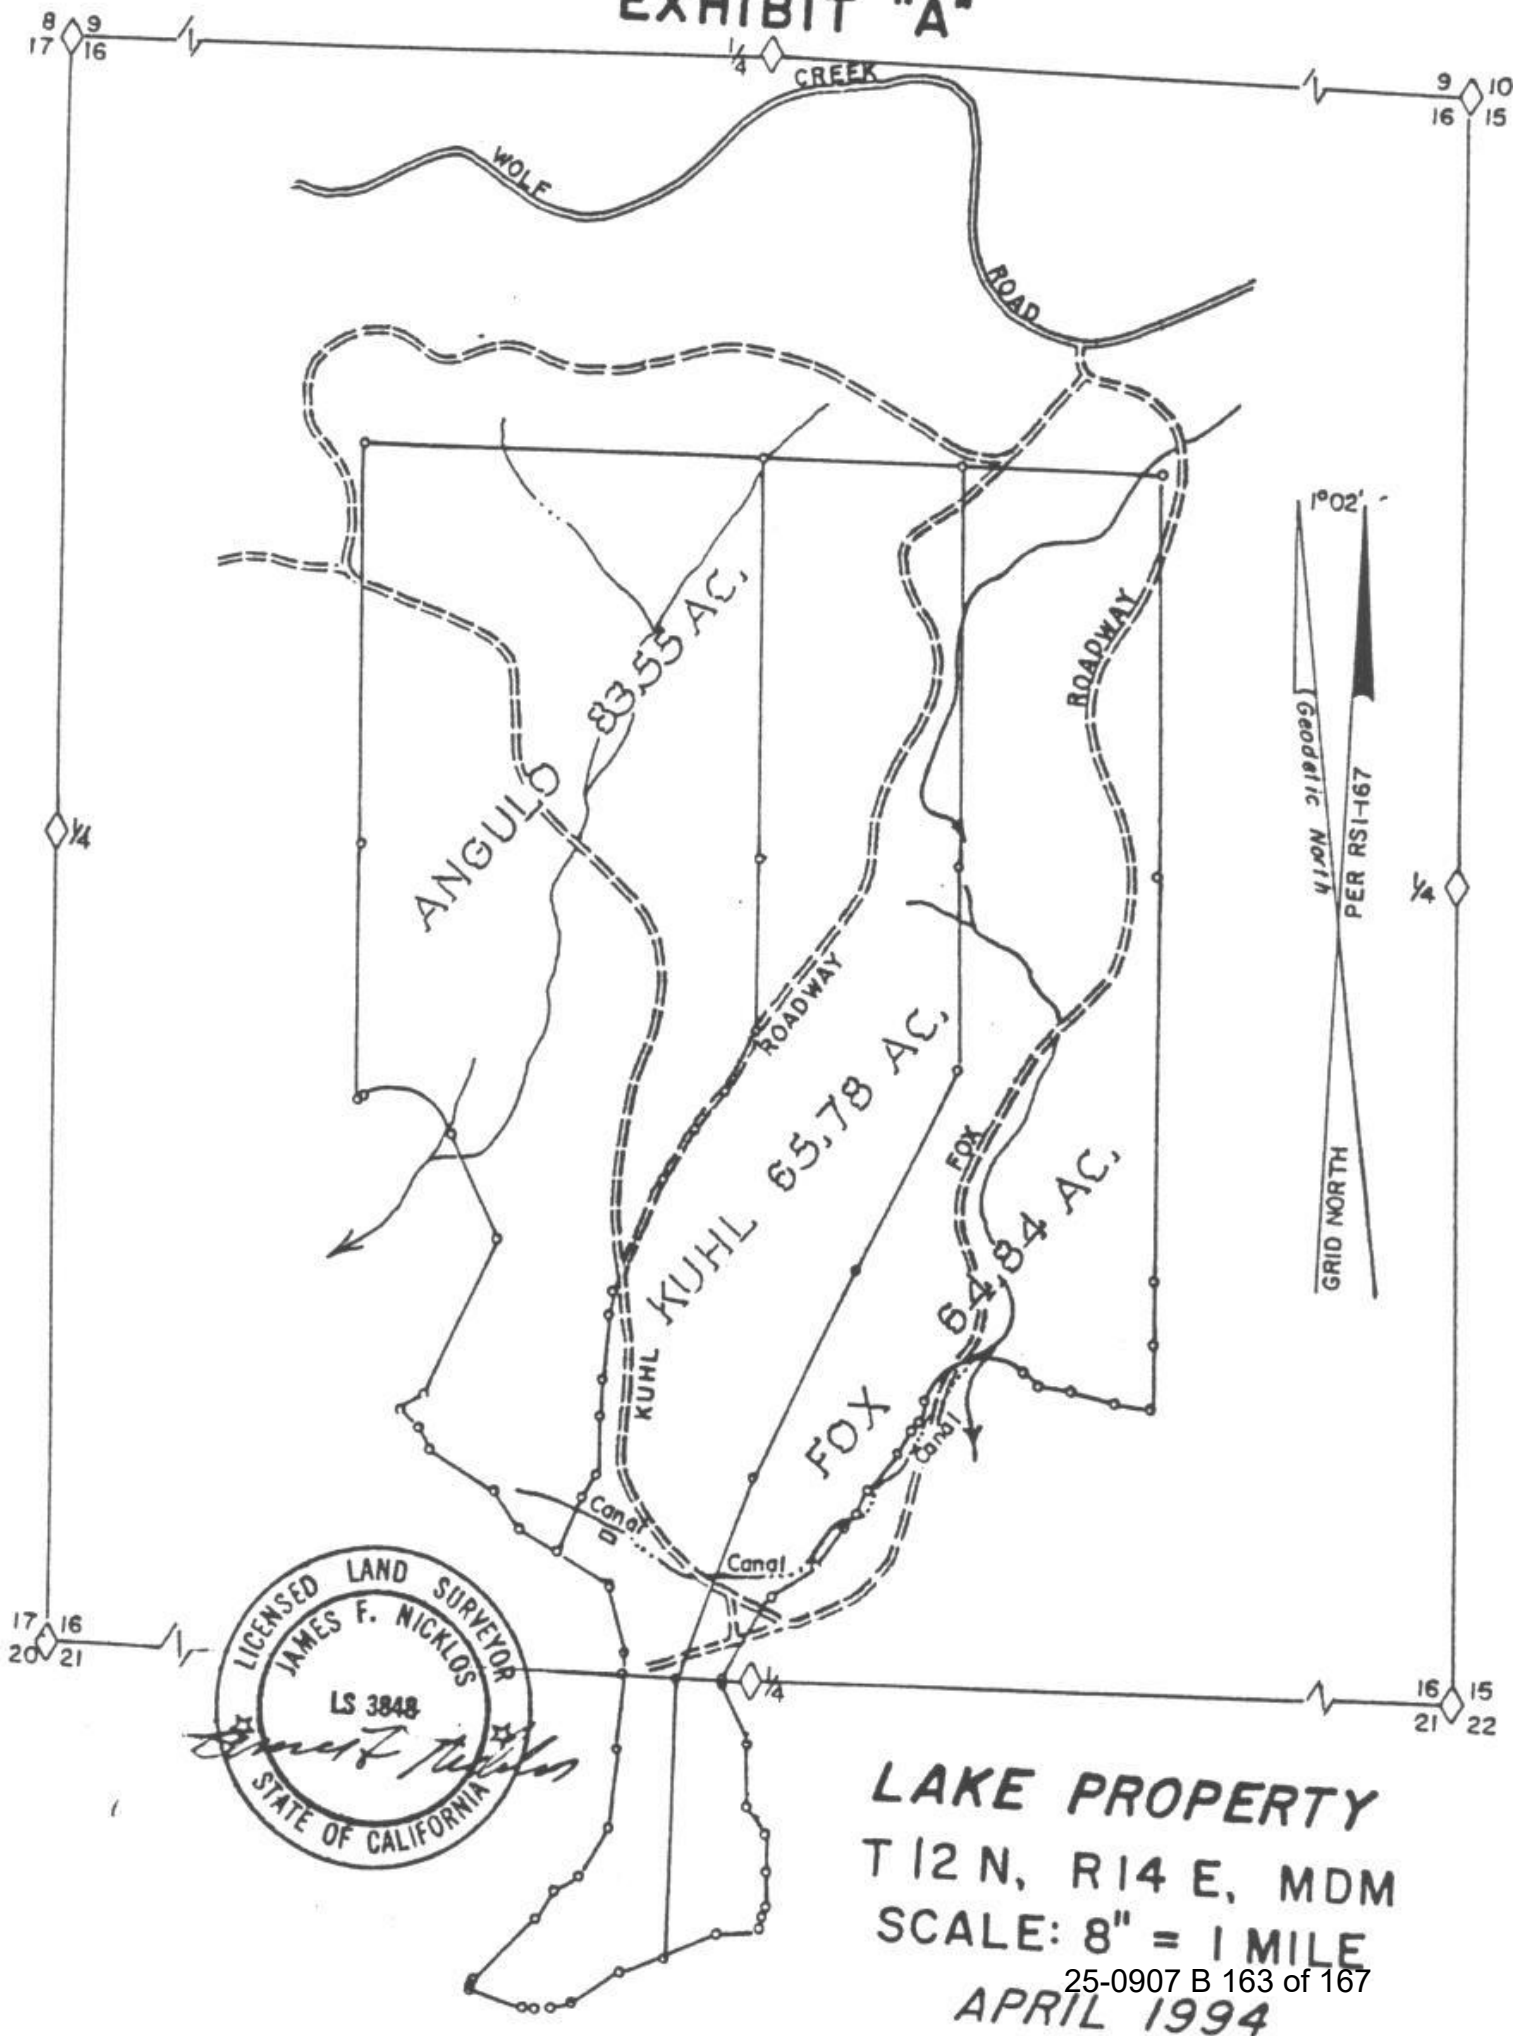 EXHIBIT "A"
8 9
17 16
1/4
9 10
16 15
WOLF CREEK ROAD
1°02'
Geodetic North
PER RSI-167
GRID NORTH
ROADWAY
ANGULO 83.55 AC.
1/4
1/4
ROADWAY
KUHL 65.78 AC.
FOX
KUHL
FOX 64.84 AC.
Canal
Canal
Canal
17 16
20 21
1/4
16 15
21 22
LICENSED LAND SURVEYOR
JAMES F. NICKLOS
LS 3848
STATE OF CALIFORNIA
LAKE PROPERTY
T 12 N, R 14 E, MDM
SCALE: 8" = 1 MILE
25-0907 B 163 of 167
APRIL 1994